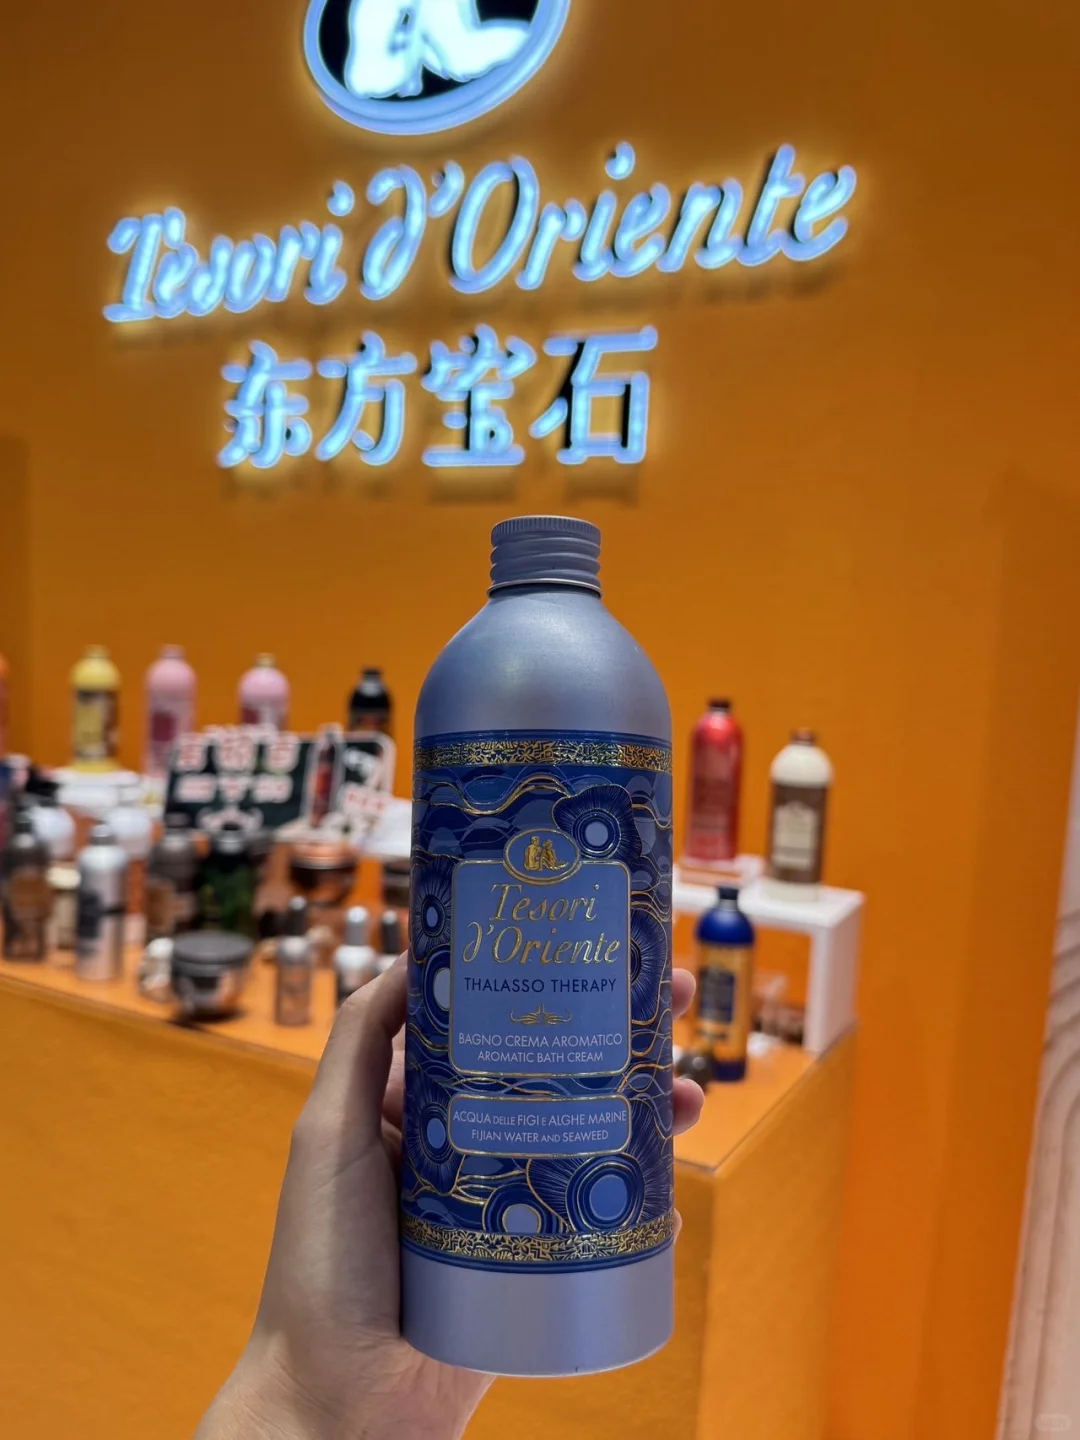 Tesori d'Oriente
东方宝石
Tesori
d'Oriente
THALASSO THERAPY
BAGNO CREMA AROMATICO
AROMATIC BATH CREAM
ACQUA DELLE FIGI E ALGHE MARINE
FIJIAN WATER AND SEAWEED